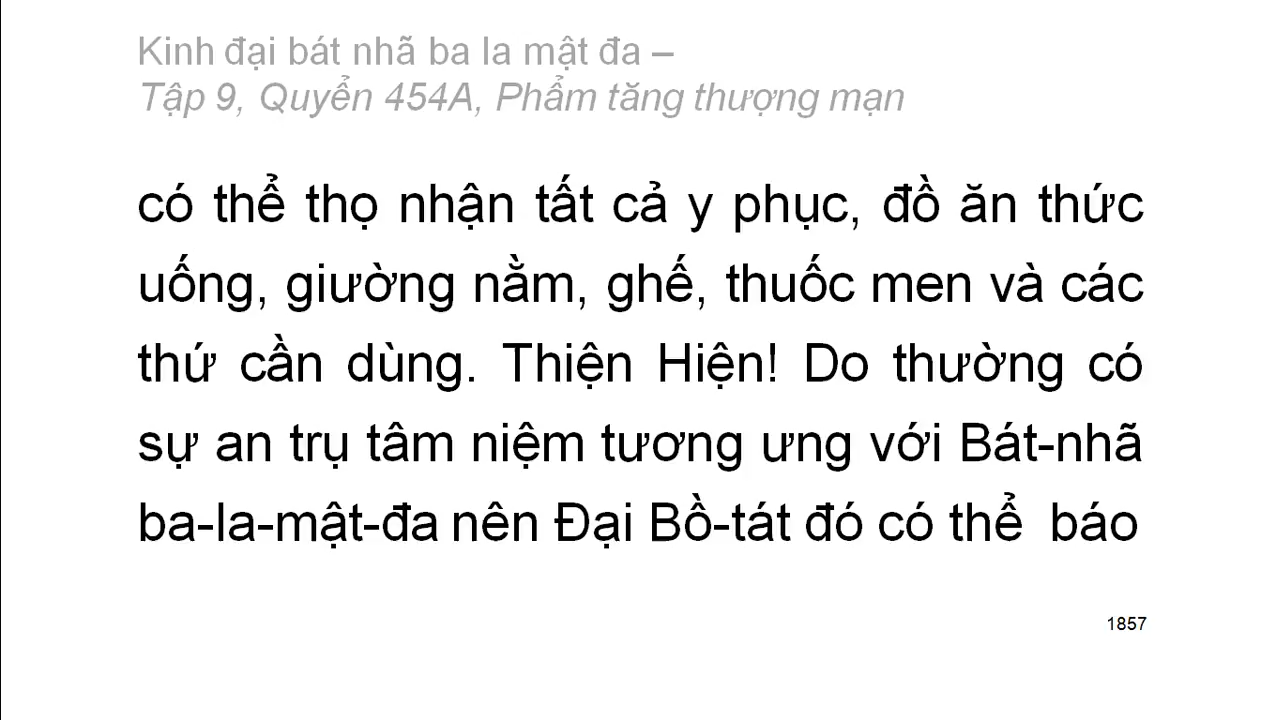 Kinh đại bát nhã ba la mật đa –
Tập 9, Quyển 454A, Phẩm tăng thượng mạn
có thể thọ nhận tất cả y phục, đồ ăn thức
uống, giường nằm, ghế, thuốc men và các
thứ cần dùng. Thiện Hiện! Do thường có
sự an trụ tâm niệm tương ưng với Bát-nhã
ba-la-mật-đa nên Đại Bồ-tát đó có thể báo
1857